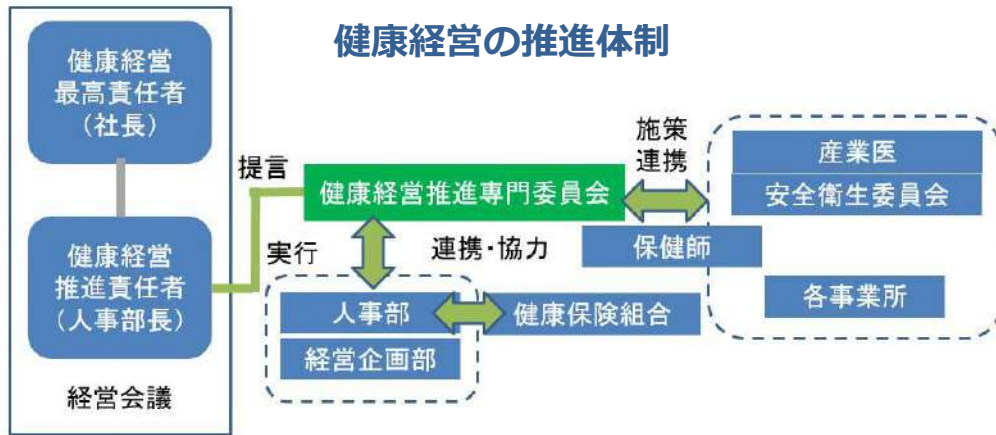 健康経営の推進体制
健康経営
最高責任者
（社長）
健康経営
推進責任者
（人事部長）
経営会議
提言
健康経営推進専門委員会
施策
連携
産業医
安全衛生委員会
保健師
各事業所
実行
連携・協力
人事部
健康保険組合
経営企画部